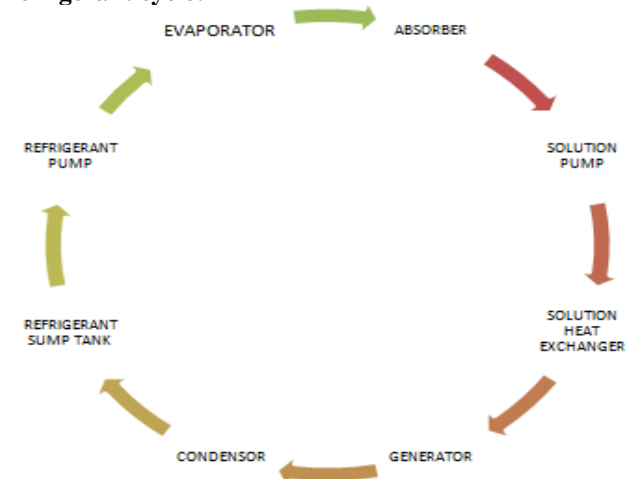 EVAPORATOR
ABSORBER
SOLUTION
PUMP
SOLUTION
HEAT
EXCHANGER
GENERATOR
CONDENSOR
REFRIGERANT
SUMP TANK
REFRIGERANT
PUMP